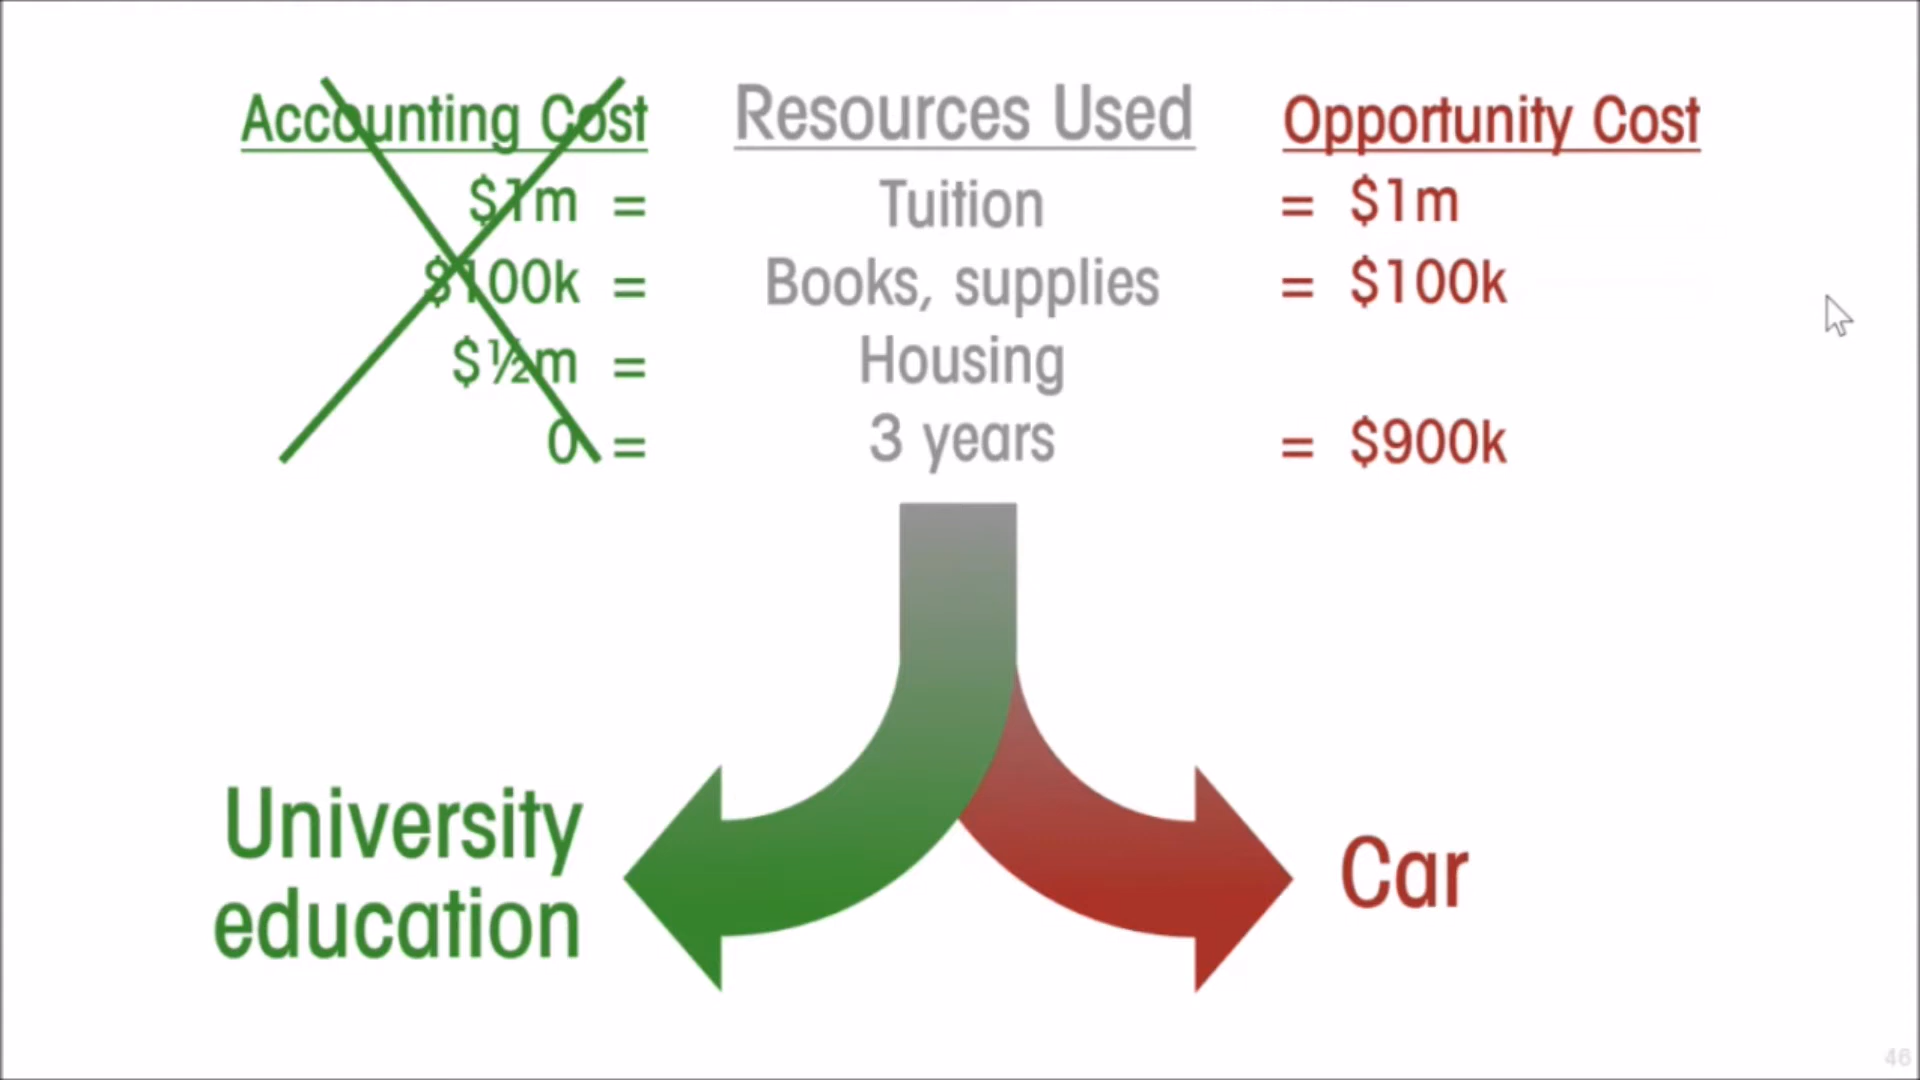 Accounting Cost Resources Used Opportunity Cost
$1m = Tuition = $1m
$100k = Books, supplies = $100k
$½m = Housing
0 = 3 years = $900k
University
education
Car
46